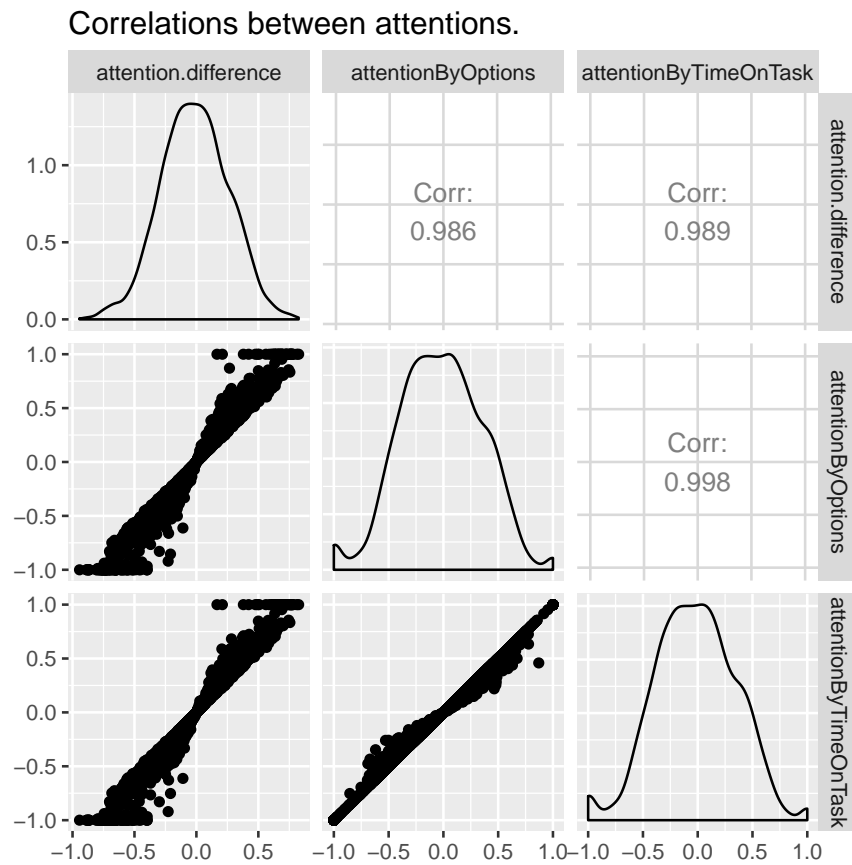 Correlations between attentions.
attention.difference attentionByOptions attentionByTimeOnTask
attention.difference
1.0
0.5
0.0
Corr:
0.986
Corr:
0.989
attentionByOptions
1.0
0.5
0.0
−0.5
−1.0
Corr:
0.998
attentionByTimeOnTask
1.0
0.5
0.0
−0.5
−1.0
−1.0 −0.5 0.0 0.5 −1.0 −0.5 0.0 0.5 1.0 −1.0 −0.5 0.0 0.5 1.0